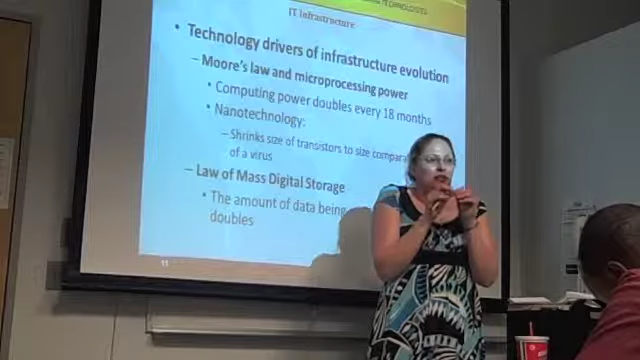 TECHNOLOGIES
IT Infrastructure
• Technology drivers of infrastructure evolution
– Moore's law and microprocessing power
• Computing power doubles every 18 months
• Nanotechnology:
– Shrinks size of transistors to size
of a virus
– Law of Mass Digital Storage
• The amount of data being
doubles
11